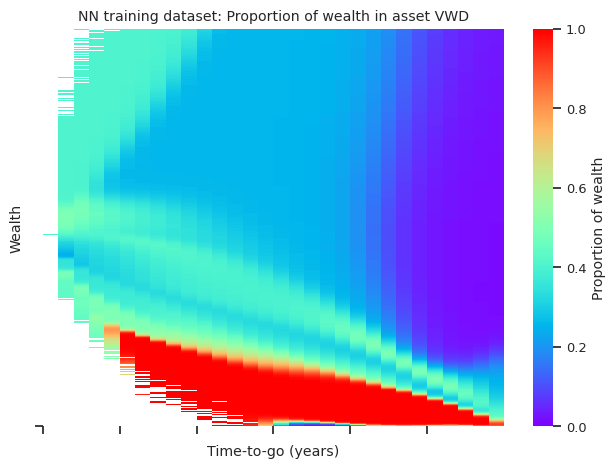 NN training dataset: Proportion of wealth in asset VWD
1.0
0.8
0.6
0.4
0.2
0.0
Proportion of wealth
Wealth
Time-to-go (years)